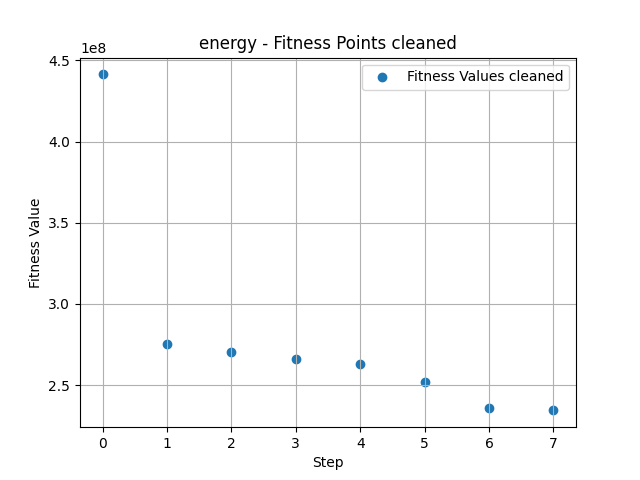 energy - Fitness Points cleaned
1e8
4.5
Fitness Values cleaned
4.0
3.5
3.0
2.5
Fitness Value
0 1 2 3 4 5 6 7
Step